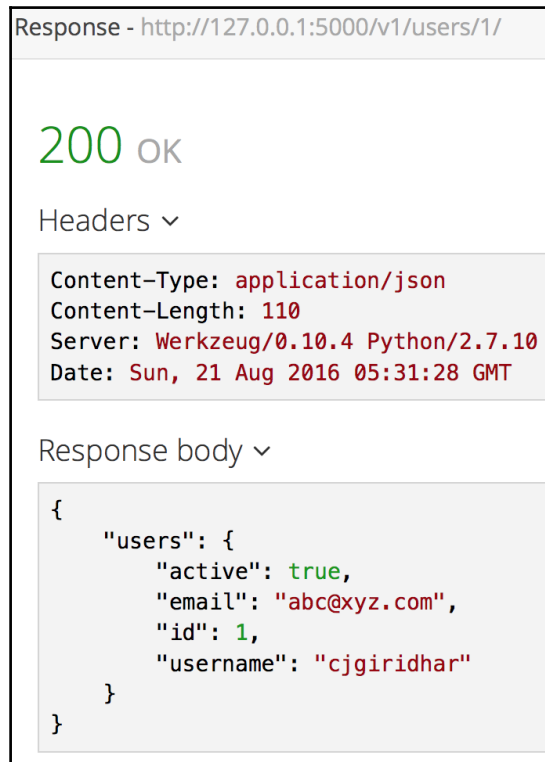 Response - http://127.0.0.1:5000/v1/users/1/
200 OK
Headers
Content-Type: application/json
Content-Length: 110
Server: Werkzeug/0.10.4 Python/2.7.10
Date: Sun, 21 Aug 2016 05:31:28 GMT
Response body
{
    "users": {
        "active": true,
        "email": "abc@xyz.com",
        "id": 1,
        "username": "cjgiridhar"
    }
}